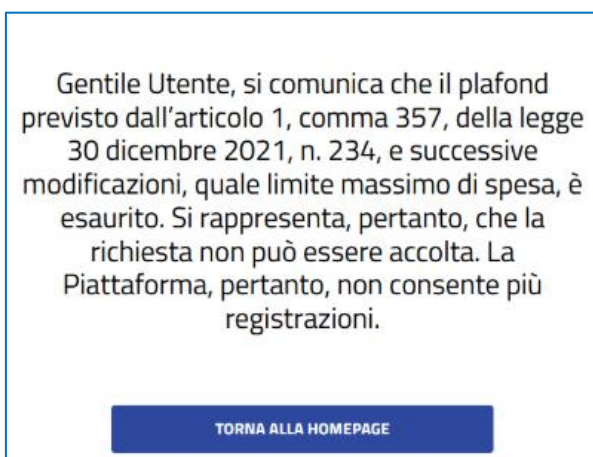 Gentile Utente, si comunica che il plafond
previsto dall’articolo 1, comma 357, della legge
30 dicembre 2021, n. 234, e successive
modificazioni, quale limite massimo di spesa, è
esaurito. Si rappresenta, pertanto, che la
richiesta non può essere accolta. La
Piattaforma, pertanto, non consente più
registrazioni.
TORNA ALLA HOMEPAGE